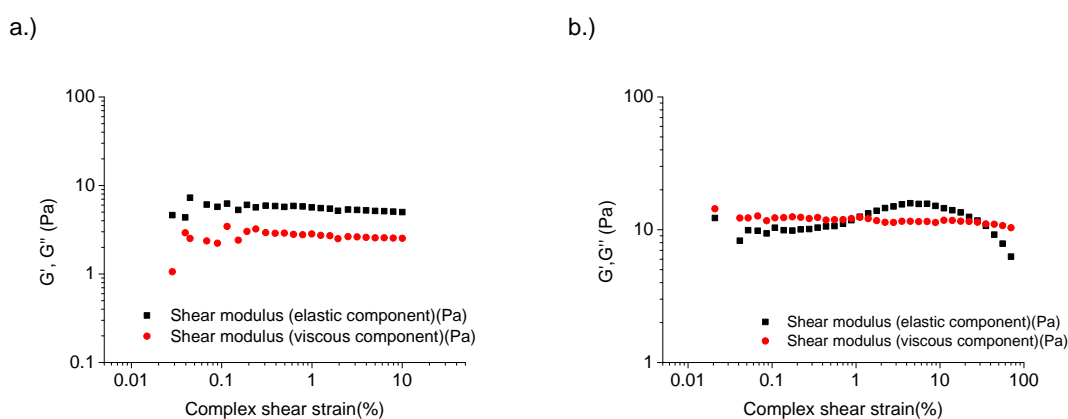 a.)
b.)
100
10
1
0.1
G', G'' (Pa)
Shear modulus (elastic component)(Pa)
Shear modulus (viscous component)(Pa)
0.01 0.1 1 10
Complex shear strain(%)
100
10
1
G',G'' (Pa)
Shear modulus (elastic component)(Pa)
Shear modulus (viscous component)(Pa)
0.01 0.1 1 10 100
Complex shear strain(%)